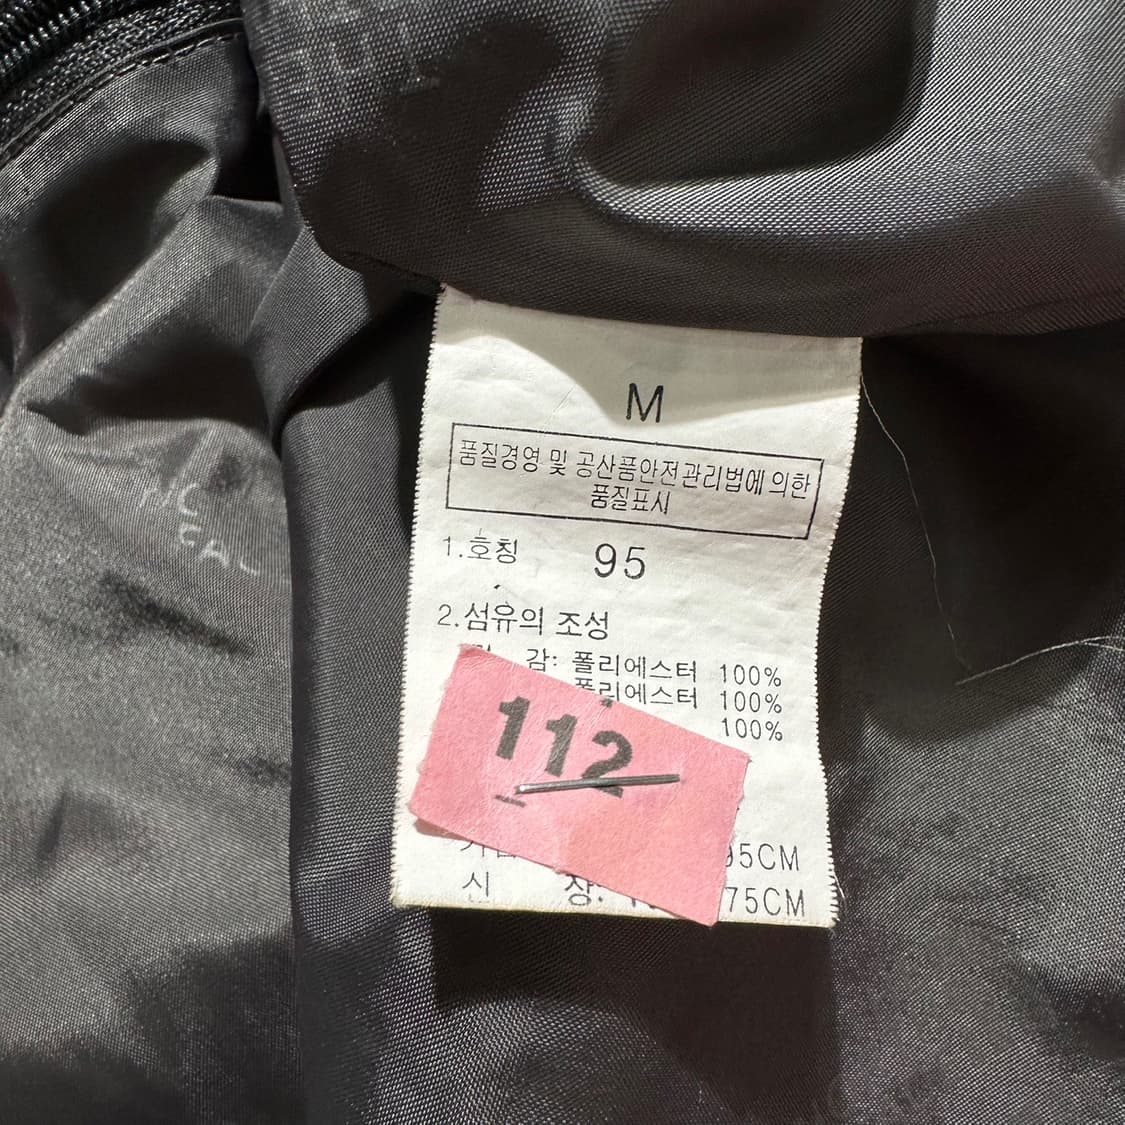 M
품질경영 및 공산품안전관리법에 의한
품질표시
1.호칭 95
2.섬유의 조성
감: 폴리에스터 100%
폴리에스터 100%
100%
112
95CM
신 장: 75CM